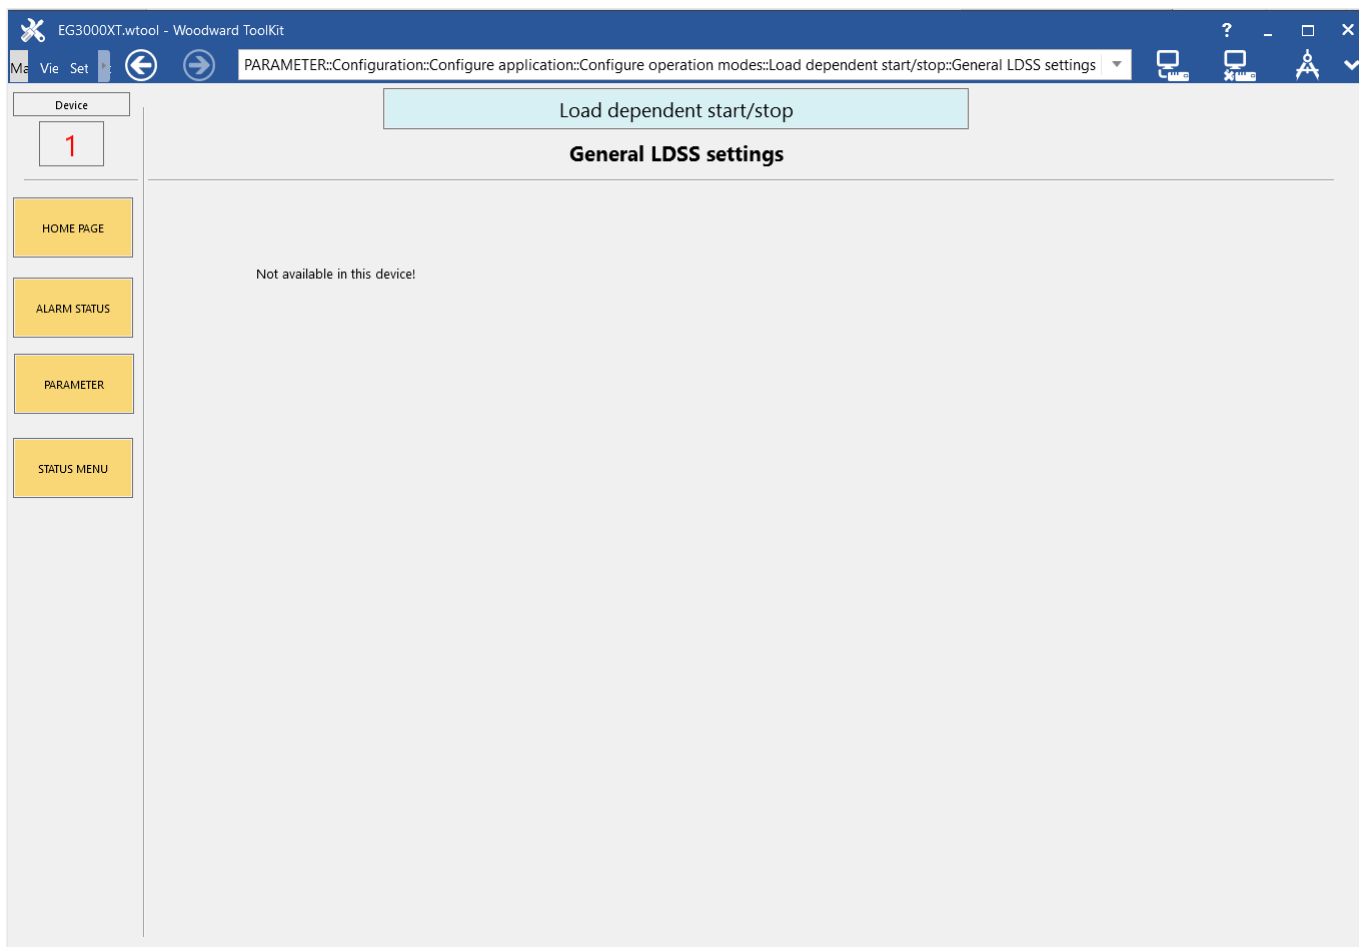 EG3000XT.wtool - Woodward ToolKit
?
Ma Vie Set
PARAMETER::Configuration::Configure application::Configure operation modes::Load dependent start/stop::General LDSS settings
Device
1
Load dependent start/stop
General LDSS settings
HOME PAGE
Not available in this device!
ALARM STATUS
PARAMETER
STATUS MENU